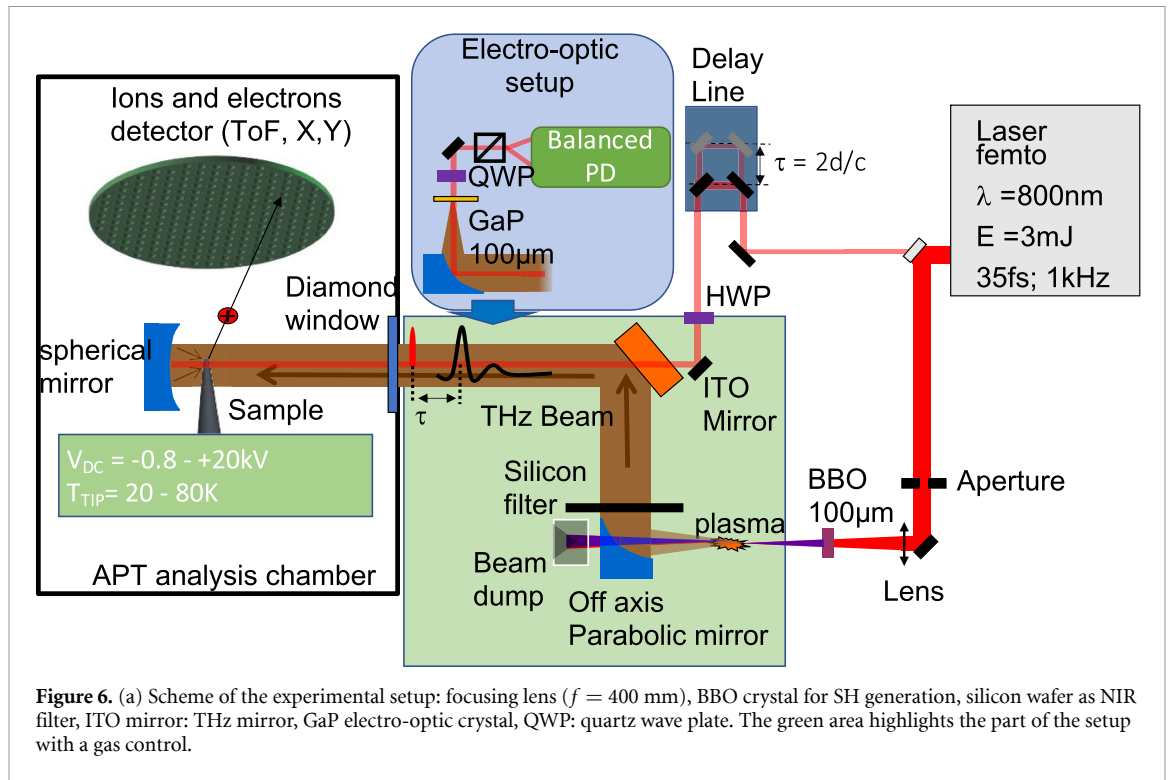 Electro-optic
setup
Balanced
PD
QWP
GaP
100μm
Ions and electrons
detector (ToF, X,Y)
Diamond
window
spherical
mirror
Sample
V_DC = -0.8 - +20kV
T_TIP= 20 - 80K
APT analysis chamber
Delay
Line
τ = 2d/c
Laser
femto
λ =800nm
E =3mJ
35fs; 1kHz
HWP
ITO
Mirror
τ
THz Beam
Silicon
filter
plasma
BBO
100μm
Aperture
Lens
Beam
dump
Off axis
Parabolic mirror
Figure 6. (a) Scheme of the experimental setup: focusing lens (f = 400 mm), BBO crystal for SH generation, silicon wafer as NIR
filter, ITO mirror: THz mirror, GaP electro-optic crystal, QWP: quartz wave plate. The green area highlights the part of the setup
with a gas control.